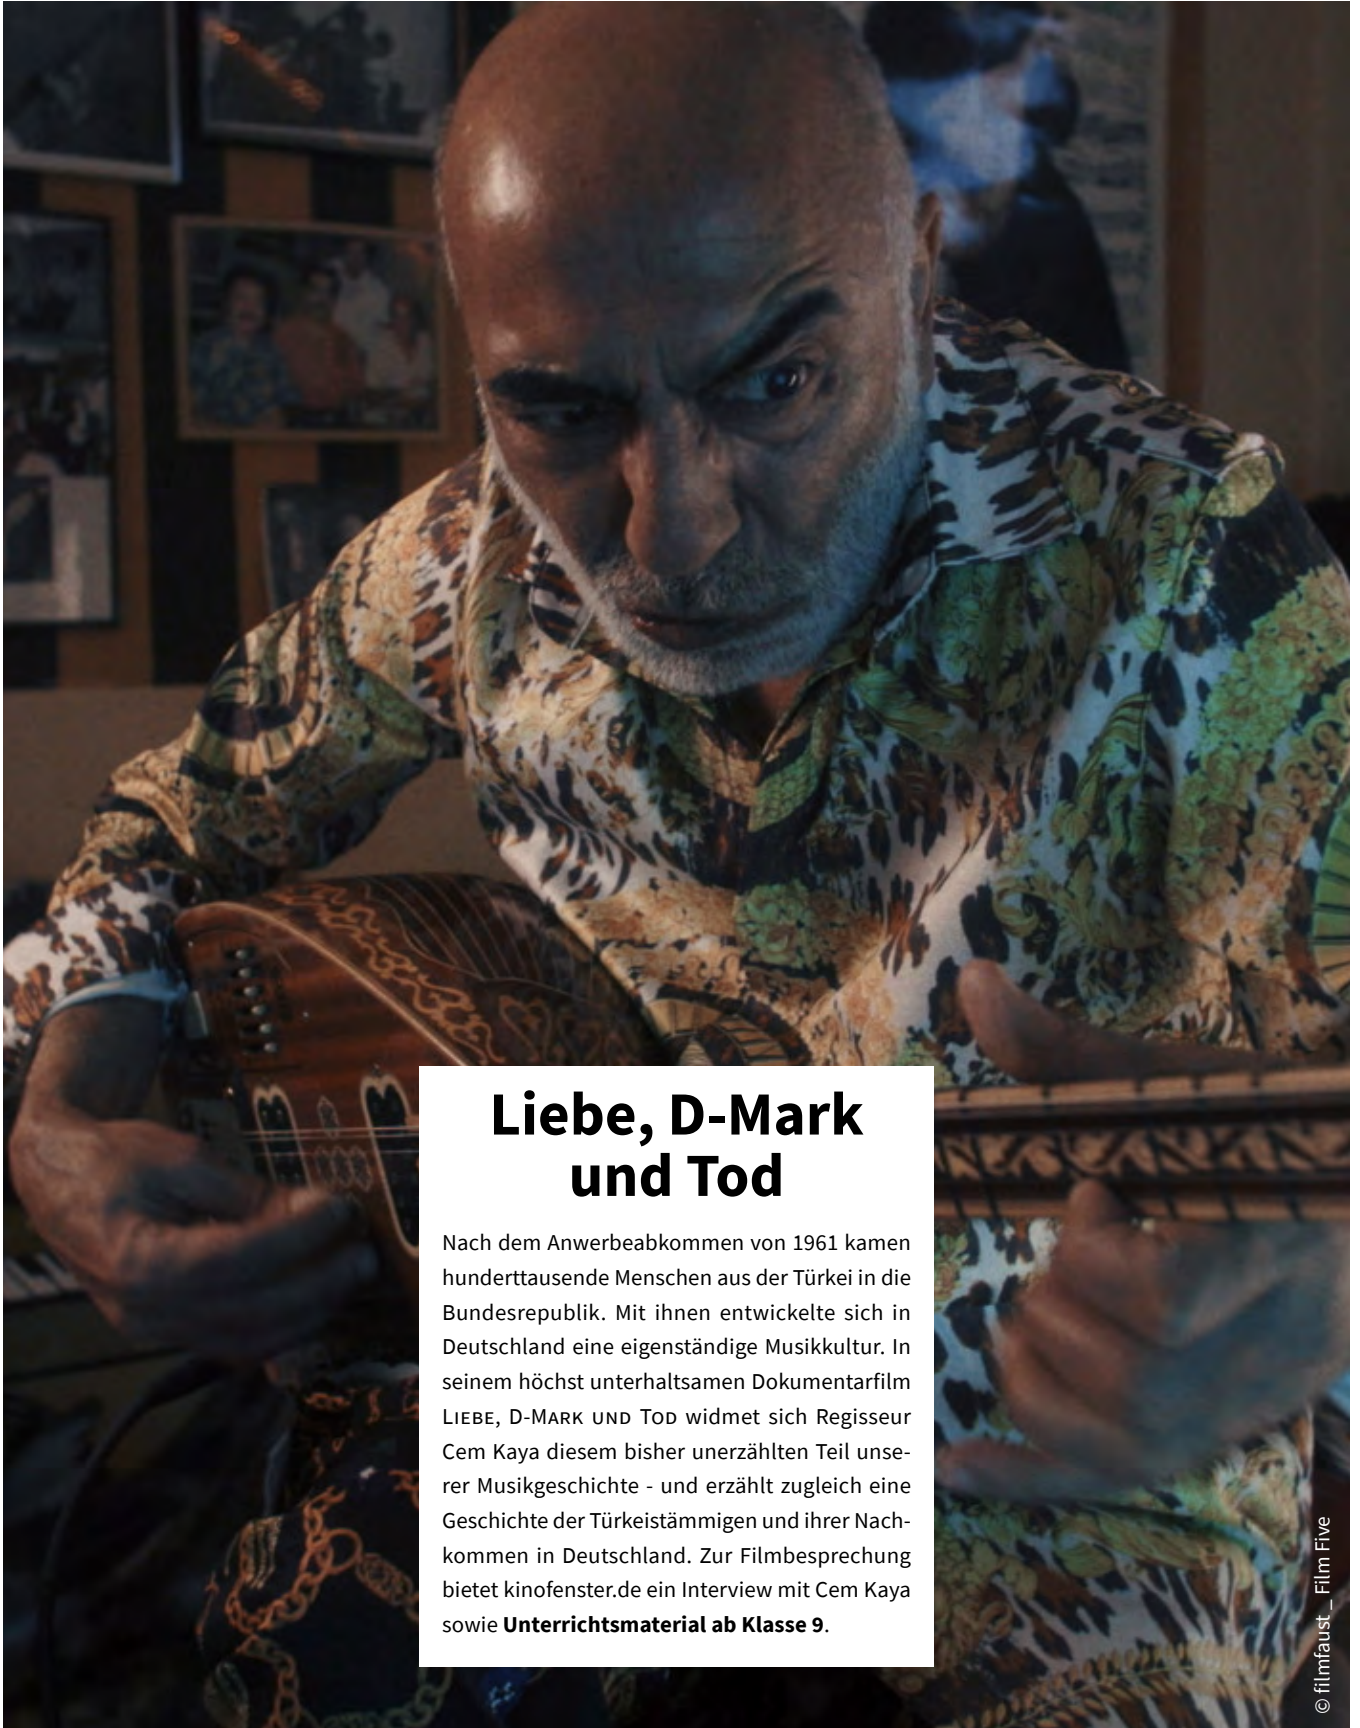 Liebe, D-Mark
und Tod
Nach dem Anwerbeabkommen von 1961 kamen
hunderttausende Menschen aus der Türkei in die
Bundesrepublik. Mit ihnen entwickelte sich in
Deutschland eine eigenständige Musikkultur. In
seinem höchst unterhaltsamen Dokumentarfilm
LIEBE, D-MARK UND TOD widmet sich Regisseur
Cem Kaya diesem bisher unerzählten Teil unse-
rer Musikgeschichte - und erzählt zugleich eine
Geschichte der Türkeistämmigen und ihrer Nach-
kommen in Deutschland. Zur Filmbesprechung
bietet kinofenster.de ein Interview mit Cem Kaya
sowie Unterrichtsmaterial ab Klasse 9.
© filmfaust _ Film Five